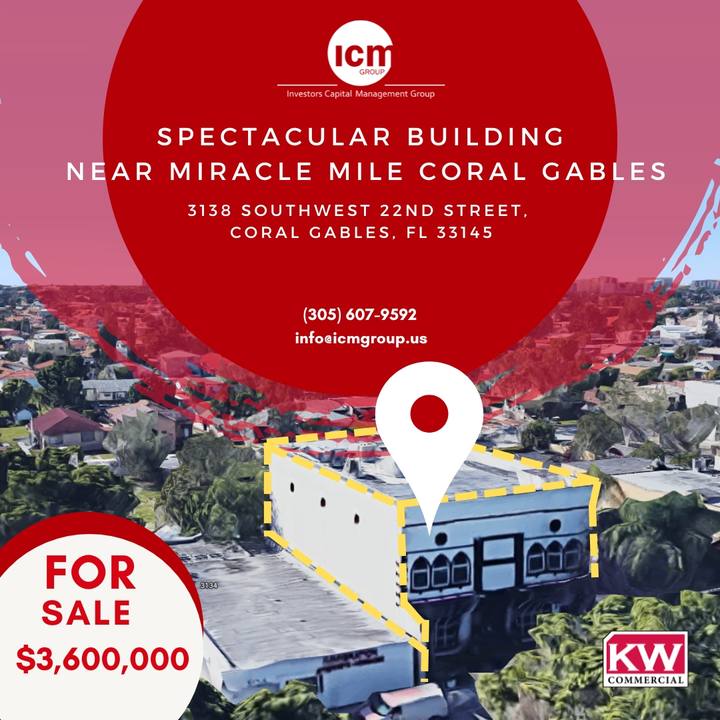 icm
GROUP
Investors Capital Management Group
SPECTACULAR BUILDING
NEAR MIRACLE MILE CORAL GABLES
3138 SOUTHWEST 22ND STREET,
CORAL GABLES, FL 33145
(305) 607-9592
info@icmgroup.us
3134
FOR
SALE
$3,600,000
KW
COMMERCIAL